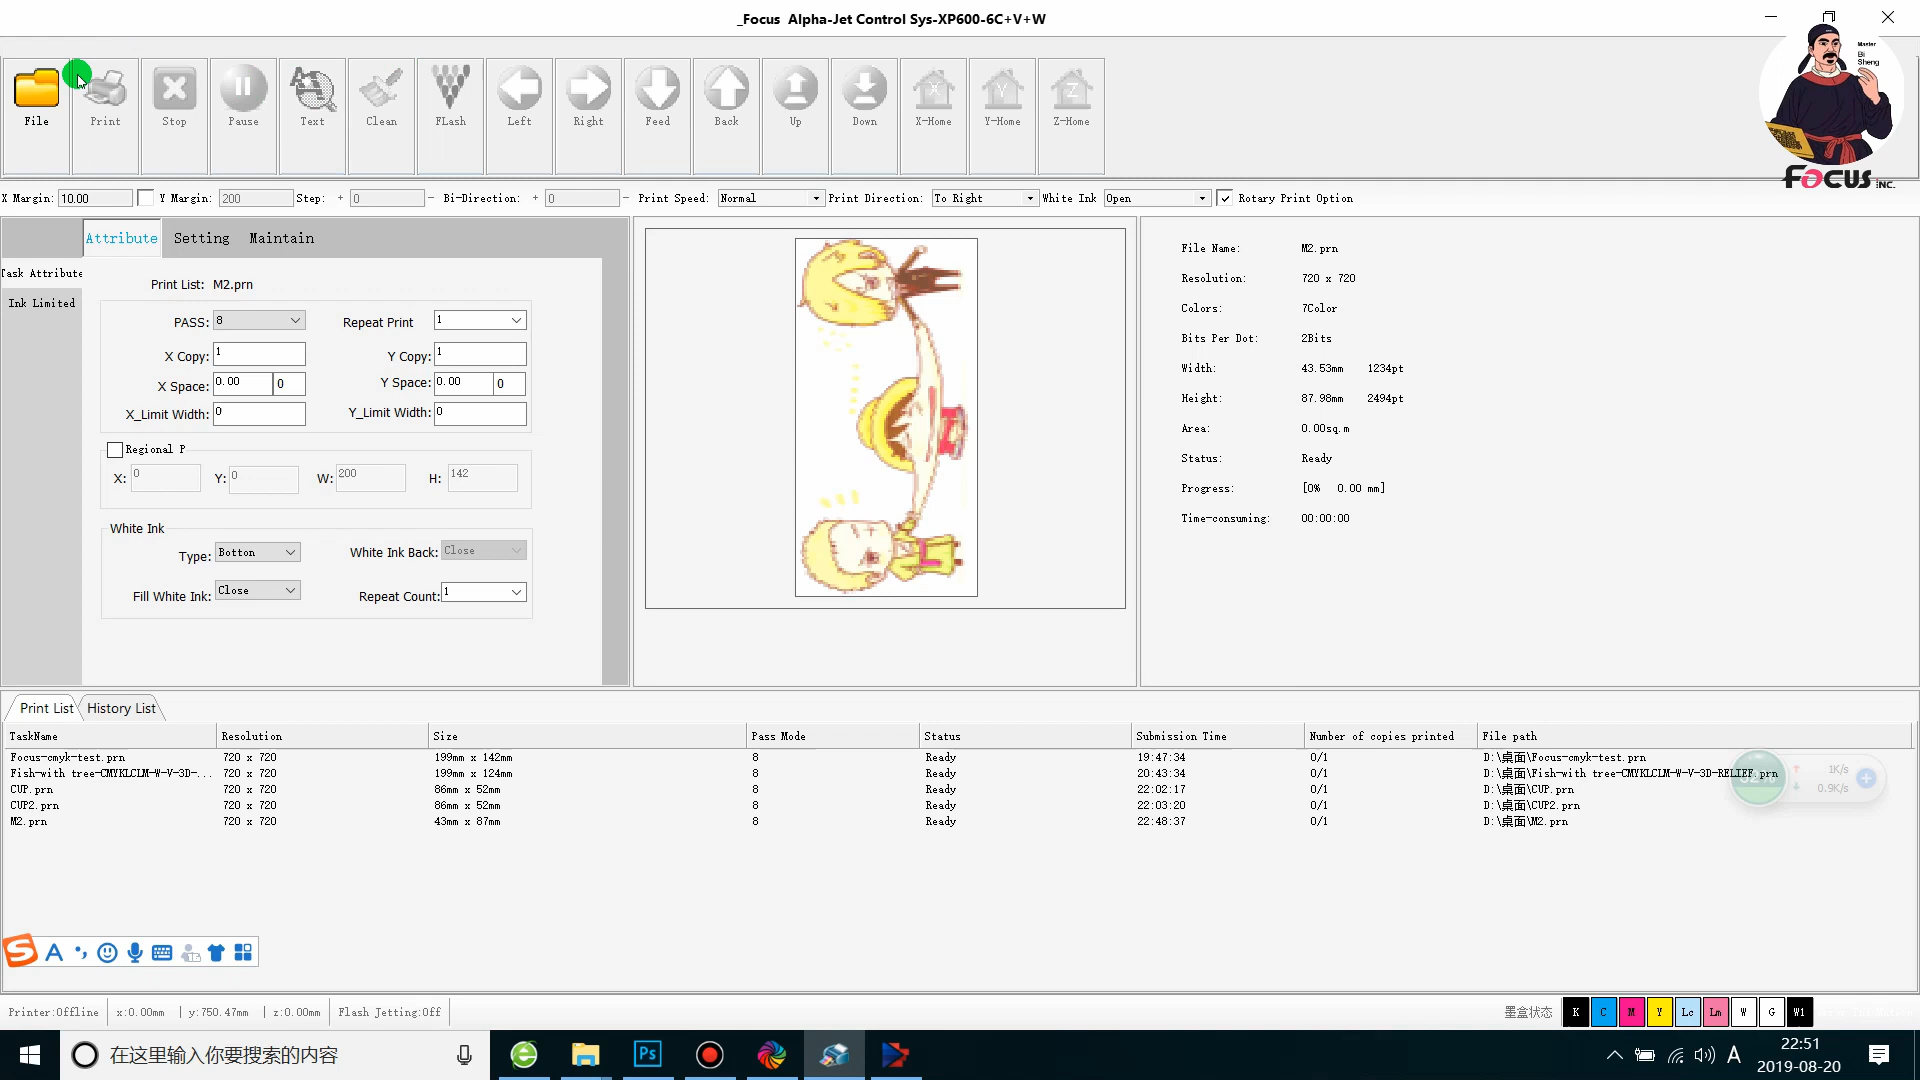 _Focus Alpha-Jet Control Sys-XP600-6C+V+W
File Print Stop Pause Text Clean FLash Left Right Feed Back Up Down X-Home Y-Home Z-Home
Master
Bi
Sheng
FOCUS INC.
X Margin: 10.00 Y Margin: 200 Step: + 0 - Bi-Direction: + 0 - Print Speed: Normal Print Direction: To Right White Ink Open Rotary Print Option
Attribute Setting Maintain
Task Attribute
Ink Limited
Print List: M2.prn
PASS: 8 Repeat Print 1
X Copy: 1 Y Copy: 1
X Space: 0.00 0 Y Space: 0.00 0
X_Limit Width: 0 Y_Limit Width: 0
Regional P
X: 0 Y: 0 W: 200 H: 142
White Ink
Type: Botton White Ink Back: Close
Fill White Ink: Close Repeat Count: 1
File Name: M2.prn
Resolution: 720 x 720
Colors: 7Color
Bits Per Dot: 2Bits
Width: 43.53mm 1234pt
Height: 87.98mm 2494pt
Area: 0.00sq.m
Status: Ready
Progress: [0% 0.00 mm]
Time-consuming: 00:00:00
Print List History List
TaskName Resolution Size Pass Mode Status Submission Time Number of copies printed File path
Focus-cmyk-test.prn 720 x 720 199mm x 142mm 8 Ready 19:47:34 0/1 D:\桌面\Focus-cmyk-test.prn
Fish-with tree-CMYKLCLM-W-V-3D-... 720 x 720 199mm x 124mm 8 Ready 20:43:34 0/1 D:\桌面\Fish-with tree-CMYKLCLM-W-V-3D-RELIEF.prn
CUP.prn 720 x 720 86mm x 52mm 8 Ready 22:02:17 0/1 D:\桌面\CUP.prn
CUP2.prn 720 x 720 86mm x 52mm 8 Ready 22:03:20 0/1 D:\桌面\CUP2.prn
M2.prn 720 x 720 43mm x 87mm 8 Ready 22:48:37 0/1 D:\桌面\M2.prn
1K/s
0.9K/s
Printer:Offline x:0.00mm y:750.47mm z:0.00mm Flash Jetting:Off 墨盒状态 K C M Y Lc Lm W G W1
在这里输入你要搜索的内容
Ps
A
22:51
2019-08-20